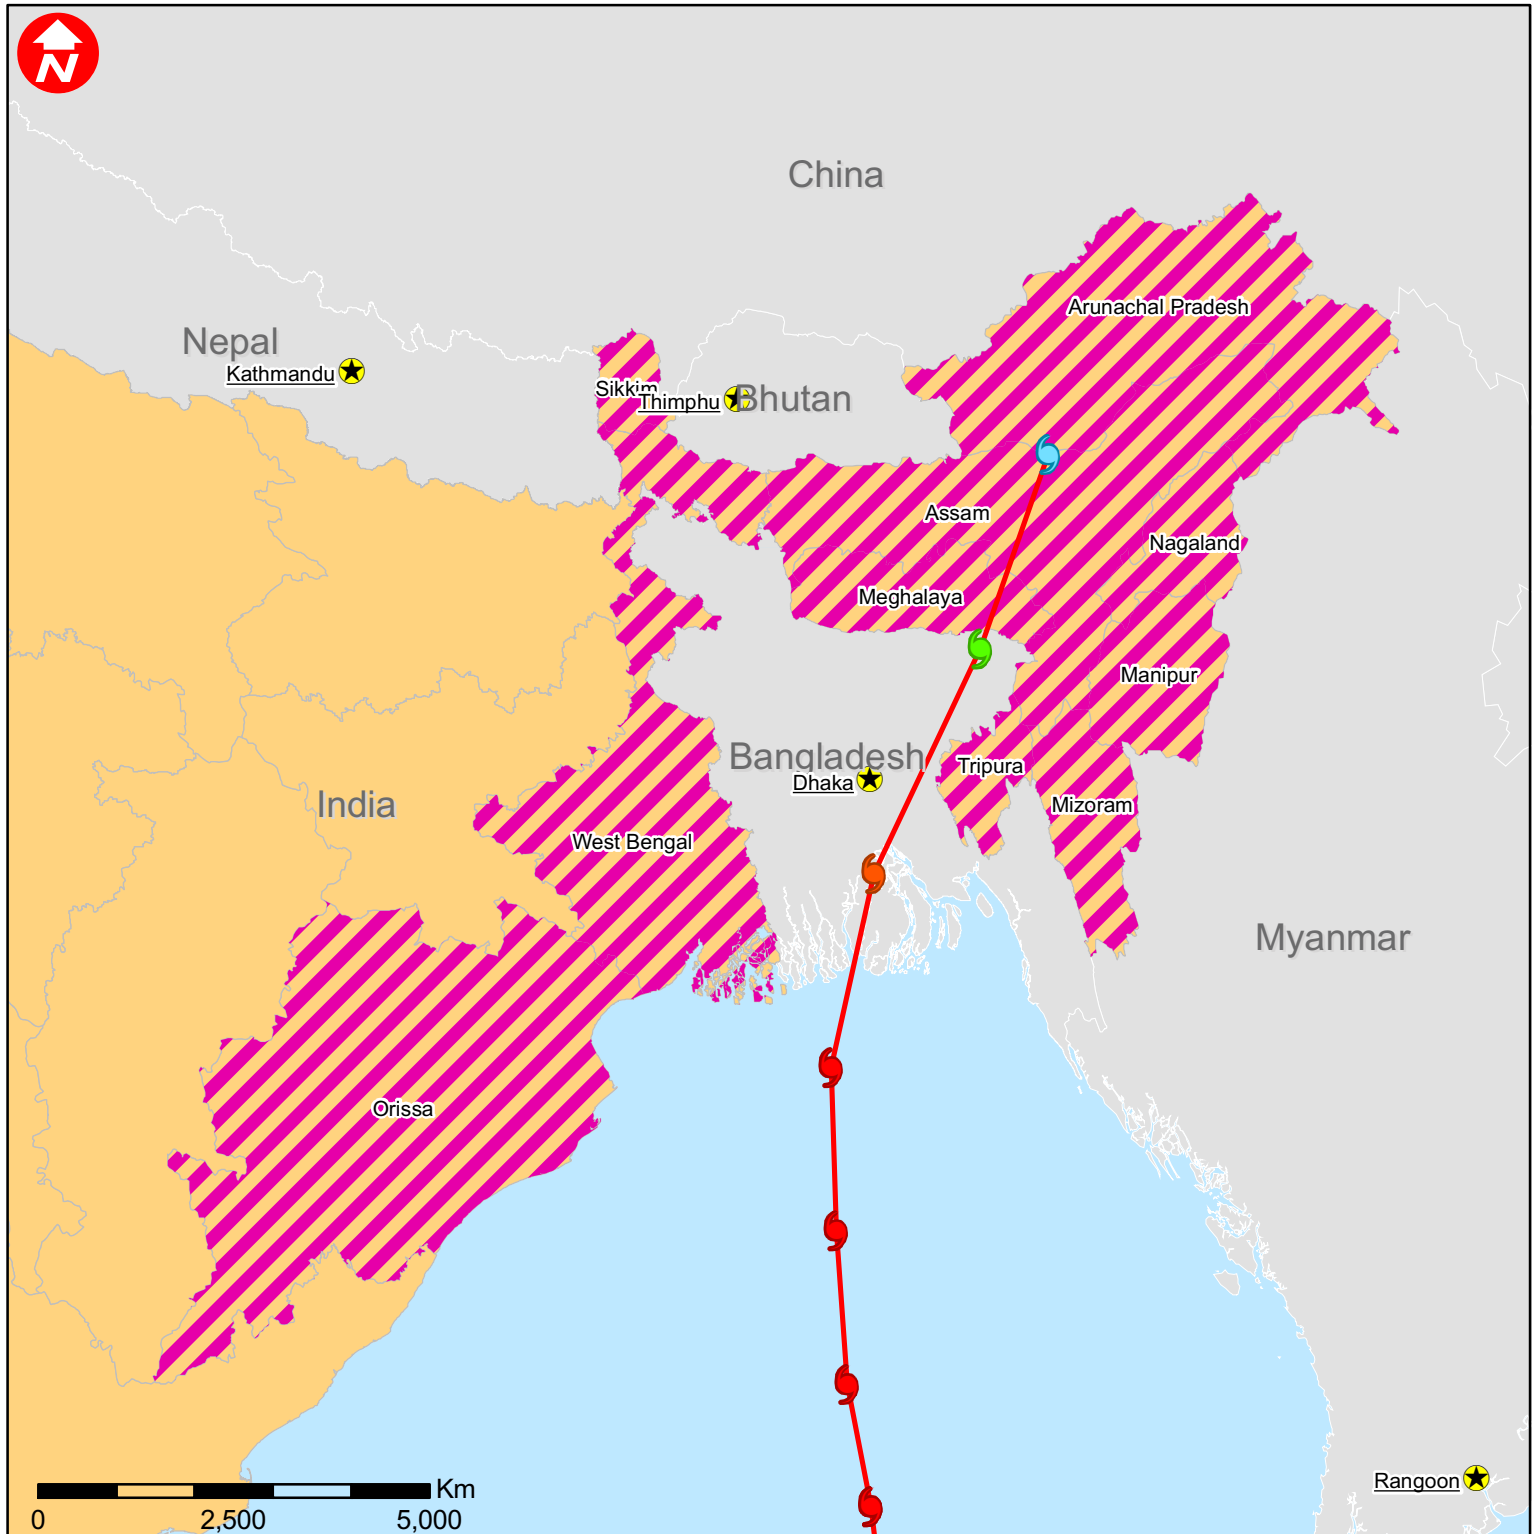 N
China
Arunachal Pradesh
Nepal
Kathmandu
Sikkim
Thimphu
Bhutan
Assam
Nagaland
Meghalaya
Manipur
Bangladesh
Dhaka
Tripura
India
Mizoram
West Bengal
Myanmar
Orissa
Rangoon
Km
0 2,500 5,000